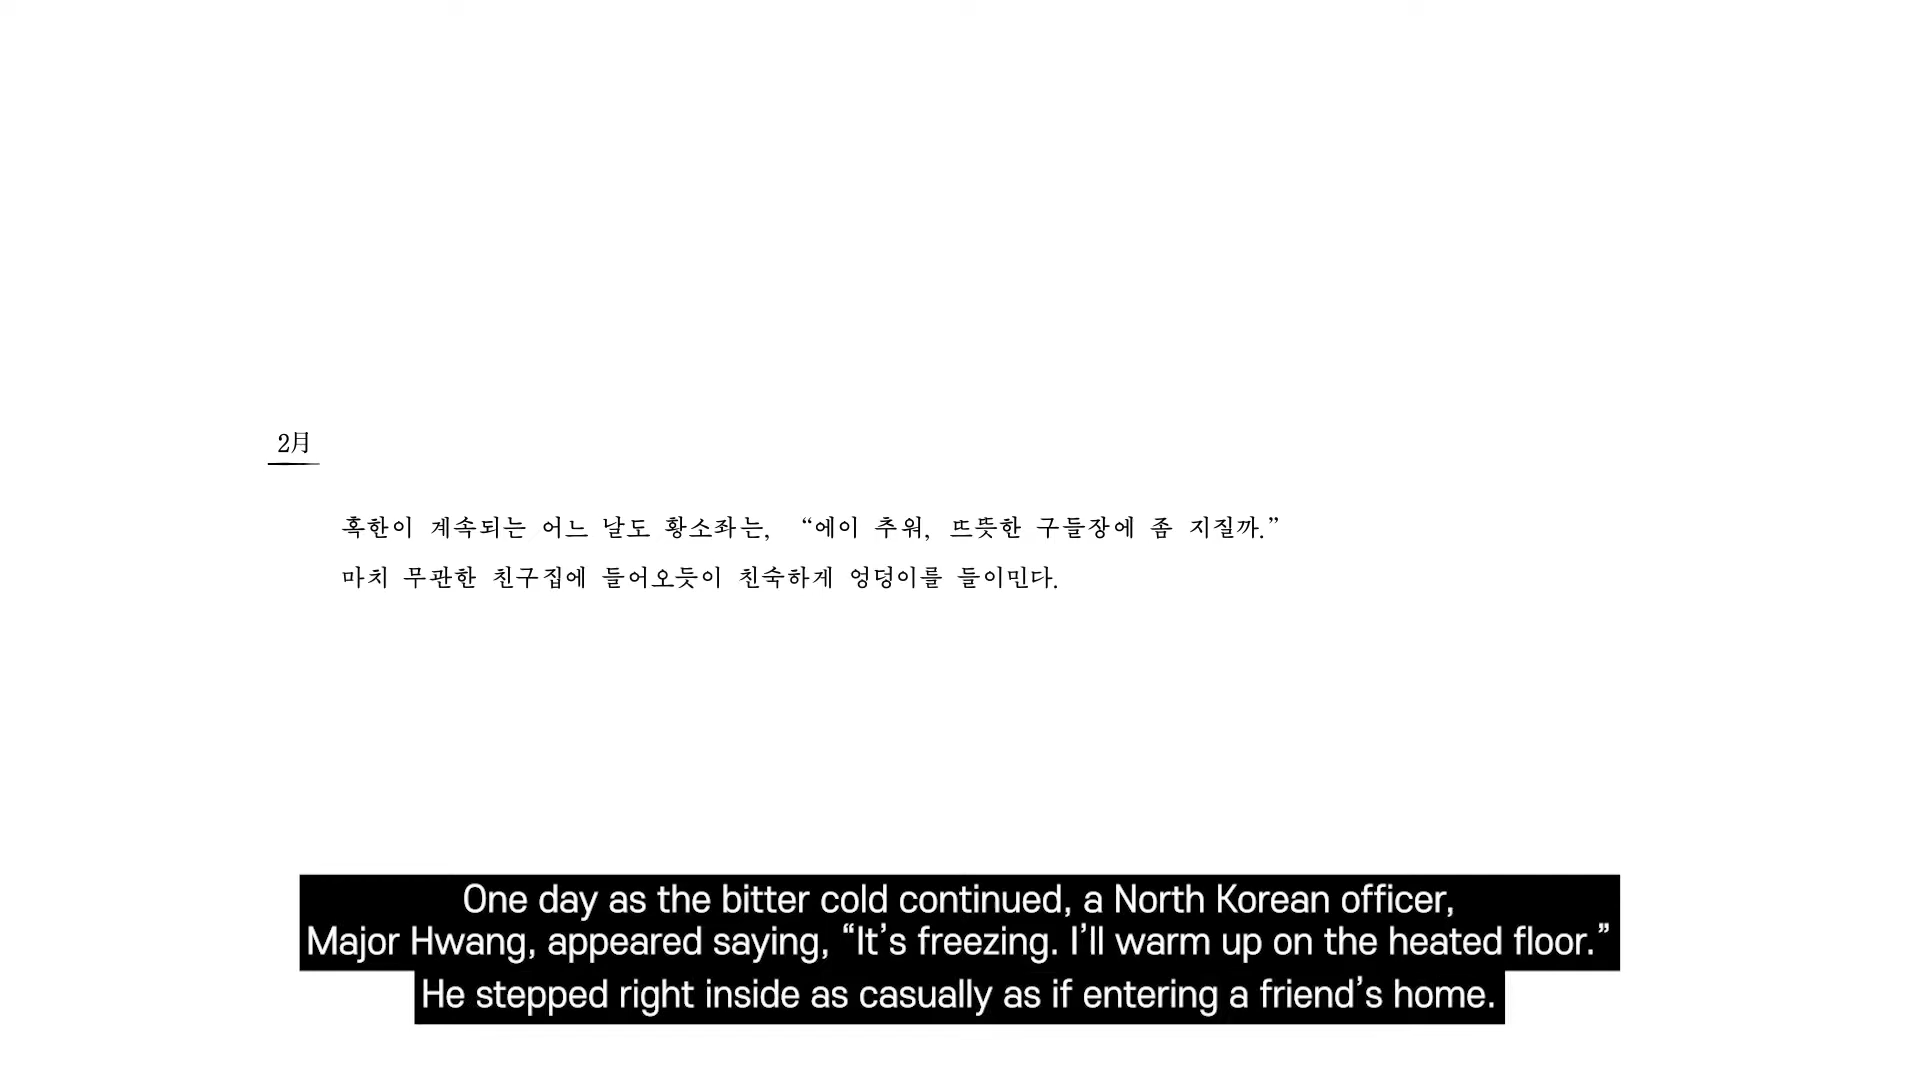 2月
혹한이 계속되는 어느 날도 황소좌는, “에이 추워, 뜨뜻한 구들장에 좀 지질까.”
마치 무관한 친구집에 들어오듯이 친숙하게 엉덩이를 들이민다.
One day as the bitter cold continued, a North Korean officer,
Major Hwang, appeared saying, “It’s freezing. I’ll warm up on the heated floor.”
He stepped right inside as casually as if entering a friend’s home.